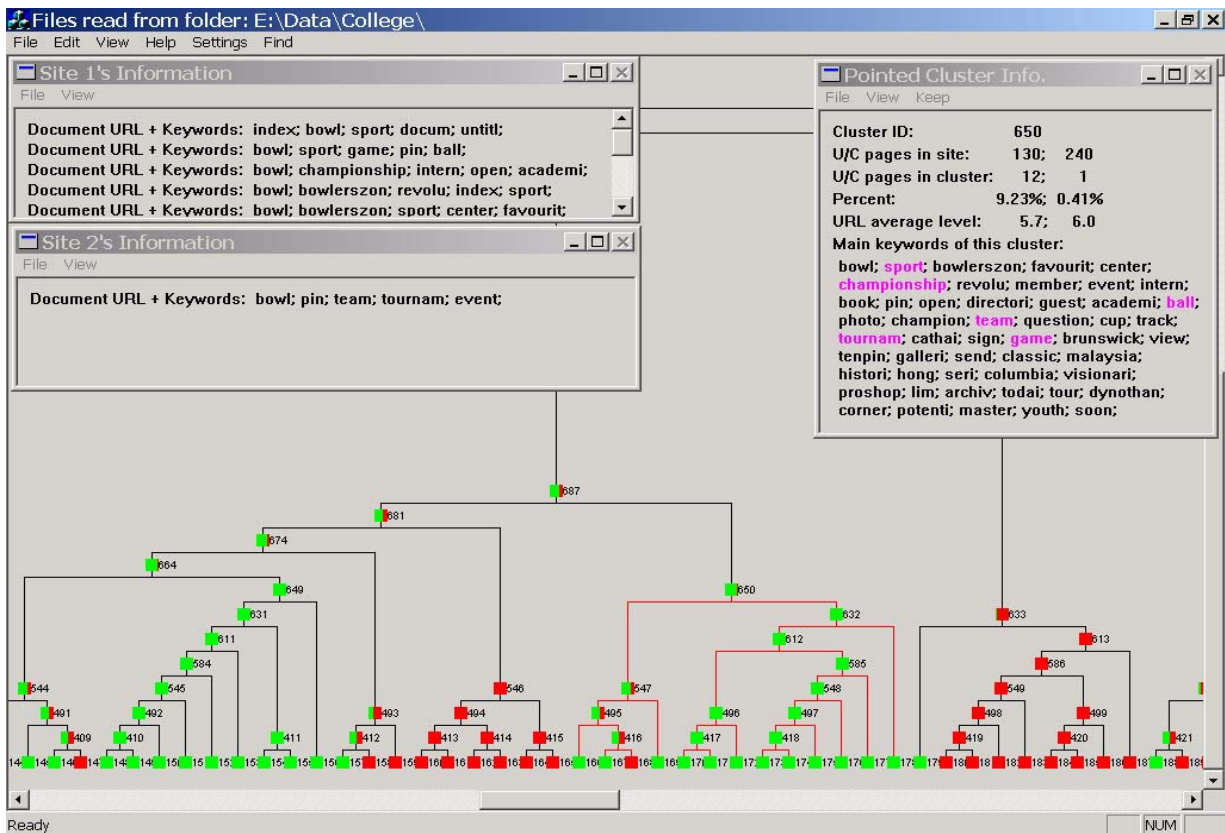 Files read from folder: E:\Data\College\
File Edit View Help Settings Find
Site 1's Information
File View
Document URL + Keywords: index; bowl; sport; docum; untitl;
Document URL + Keywords: bowl; sport; game; pin; ball;
Document URL + Keywords: bowl; championship; intern; open; academi;
Document URL + Keywords: bowl; bowlerszon; revolu; index; sport;
Document URL + Keywords: bowl; bowlerszon; sport; center; favourit;
Site 2's Information
File View
Document URL + Keywords: bowl; pin; team; tournam; event;
Pointed Cluster Info.
File View Keep
Cluster ID: 650
U/C pages in site: 130; 240
U/C pages in cluster: 12; 1
Percent: 9.23%; 0.41%
URL average level: 5.7; 6.0
Main keywords of this cluster:
bowl; sport; bowlerszon; favourit; center;
championship; revolu; member; event; intern;
book; pin; open; directori; guest; academi; ball;
photo; champion; team; question; cup; track;
tournam; cathai; sign; game; brunswick; view;
tenpin; galleri; send; classic; malaysia;
histori; hong; seri; columbia; visionari;
proshop; lim; archiv; todai; tour; dynothan;
corner; potenti; master; youth; soon;
687
681
674
664
649 650
631 632 633
611 612 613
584 585 586
544 545 546 547 548 549
491 492 493 494 495 496 497 498 499
409 410 411 412 413 414 415 416 417 418 419 420 421
Ready NUM